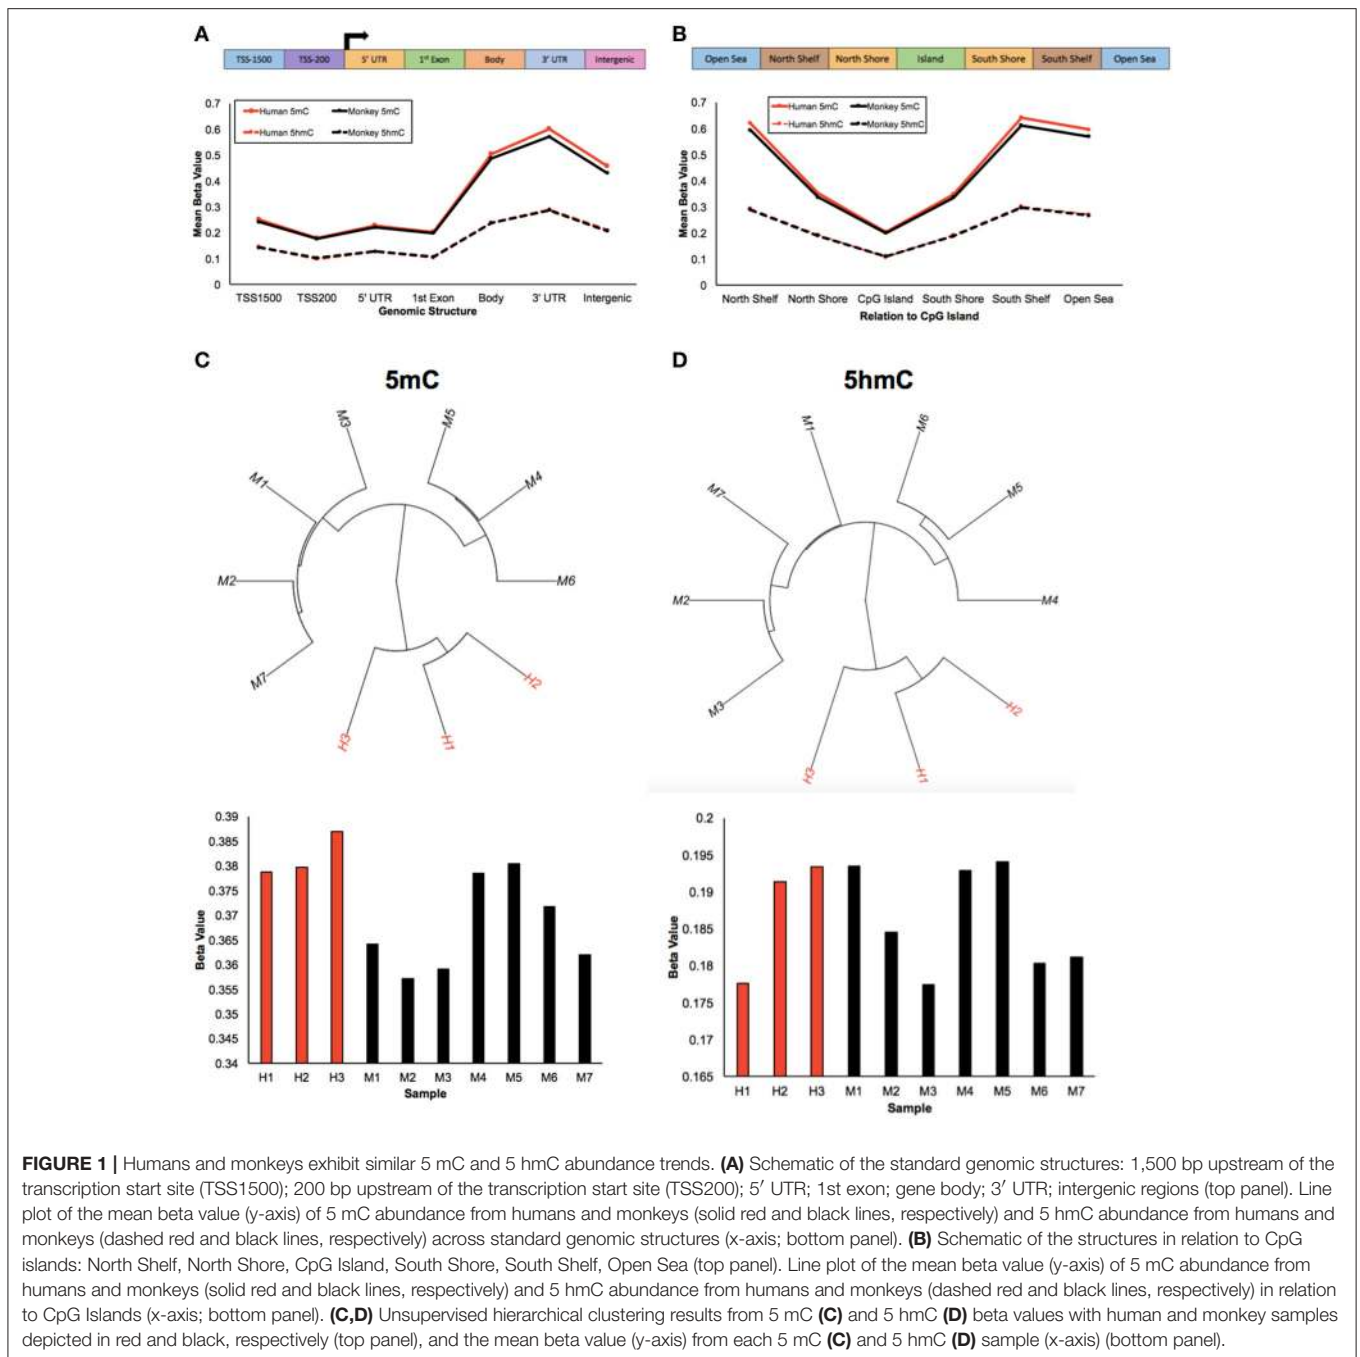 A
TSS-1500 TSS-200 5' UTR 1st Exon Body 3' UTR Intergenic
Human 5mC Monkey 5mC
Human 5hmC Monkey 5hmC
Mean Beta Value
0.7
0.6
0.5
0.4
0.3
0.2
0.1
0
TSS1500 TSS200 5' UTR 1st Exon Body 3' UTR Intergenic
Genomic Structure
B
Open Sea North Shelf North Shore Island South Shore South Shelf Open Sea
Human 5mC Monkey 5mC
Human 5hmC Monkey 5hmC
Mean Beta Value
0.7
0.6
0.5
0.4
0.3
0.2
0.1
0
North Shelf North Shore CpG Island South Shore South Shelf Open Sea
Relation to CpG Island
C
5mC
M3
M5
M1
M4
M2
M6
M7
H2
H3
H1
Beta Value
0.39
0.385
0.38
0.375
0.37
0.365
0.36
0.355
0.35
0.345
0.34
H1 H2 H3 M1 M2 M3 M4 M5 M6 M7
Sample
D
5hmC
M1
M6
M7
M5
M2
M4
M3
H2
H3
H1
Beta Value
0.2
0.195
0.19
0.185
0.18
0.175
0.17
0.165
H1 H2 H3 M1 M2 M3 M4 M5 M6 M7
Sample
FIGURE 1 | Humans and monkeys exhibit similar 5 mC and 5 hmC abundance trends. (A) Schematic of the standard genomic structures: 1,500 bp upstream of the
transcription start site (TSS1500); 200 bp upstream of the transcription start site (TSS200); 5′ UTR; 1st exon; gene body; 3′ UTR; intergenic regions (top panel). Line
plot of the mean beta value (y-axis) of 5 mC abundance from humans and monkeys (solid red and black lines, respectively) and 5 hmC abundance from humans and
monkeys (dashed red and black lines, respectively) across standard genomic structures (x-axis; bottom panel). (B) Schematic of the structures in relation to CpG
islands: North Shelf, North Shore, CpG Island, South Shore, South Shelf, Open Sea (top panel). Line plot of the mean beta value (y-axis) of 5 mC abundance from
humans and monkeys (solid red and black lines, respectively) and 5 hmC abundance from humans and monkeys (dashed red and black lines, respectively) in relation
to CpG Islands (x-axis; bottom panel). (C,D) Unsupervised hierarchical clustering results from 5 mC (C) and 5 hmC (D) beta values with human and monkey samples
depicted in red and black, respectively (top panel), and the mean beta value (y-axis) from each 5 mC (C) and 5 hmC (D) sample (x-axis) (bottom panel).